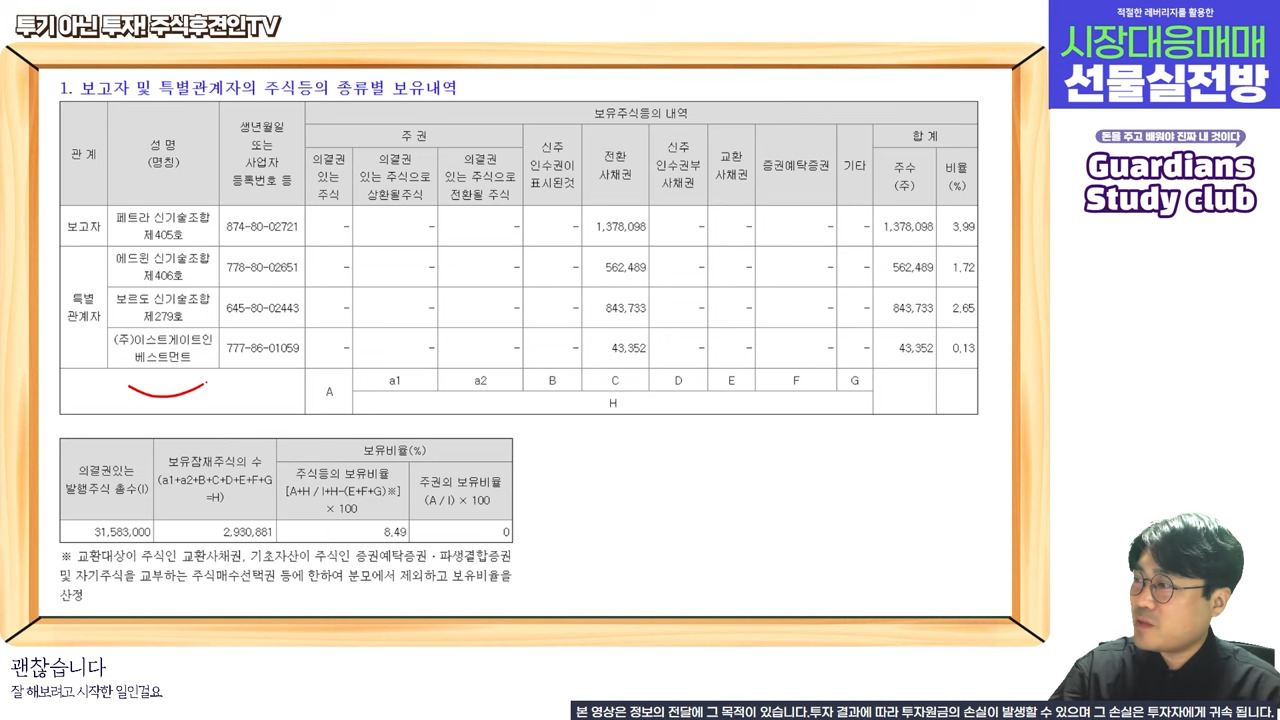 투기 아닌 투재! 주식후견인TV
적절한 레버리지를 활용한
시장대응매매
선물실전방
돈을 주고 배워야 진짜 내 것이다
Guardians
Study club
1. 보고자 및 특별관계자의 주식등의 종류별 보유내역
관 계
성 명
(명칭)
생년월일
또는
사업자
등록번호 등
보유주식등의 내역
주 권
의결권
있는
주식
의결권
있는 주식으로
상환될주식
의결권
있는 주식으로
전환될 주식
신주
인수권이
표시된것
전환
사채권
신주
인수권부
사채권
교환
사채권
증권예탁증권
기타
합 계
주수
(주)
비율
(%)
보고자
페트라 신기술조합
제405호
874-80-02721 - - - - 1,378,098 - - - - 1,378,098 3.99
특별
관계자
에드윈 신기술조합
제406호
778-80-02651 - - - - 562,489 - - - - 562,489 1.72
보르도 신기술조합
제279호
645-80-02443 - - - - 843,733 - - - - 843,733 2.65
(주)이스트게이트인
베스트먼트
777-86-01059 - - - - 43,352 - - - - 43,352 0.13
A a1 a2 B C D E F G
H
의결권있는
발행주식 총수(I)
보유잠재주식의 수
(a1+a2+B+C+D+E+F+G
=H)
보유비율(%)
주식등의 보유비율
[A+H / I+H-(E+F+G)※]
× 100
주권의 보유비율
(A / I) × 100
31,583,000 2,930,881 8.49 0
※ 교환대상이 주식인 교환사채권, 기초자산이 주식인 증권예탁증권·파생결합증권
및 자기주식을 교부하는 주식매수선택권 등에 한하여 분모에서 제외하고 보유비율을
산정
괜찮습니다
잘 해보려고 시작한 일인걸요
본 영상은 정보의 전달에 그 목적이 있습니다.투자 결과에 따라 투자원금의 손실이 발생할 수 있으며 그 손실은 투자자에게 귀속 됩니다.